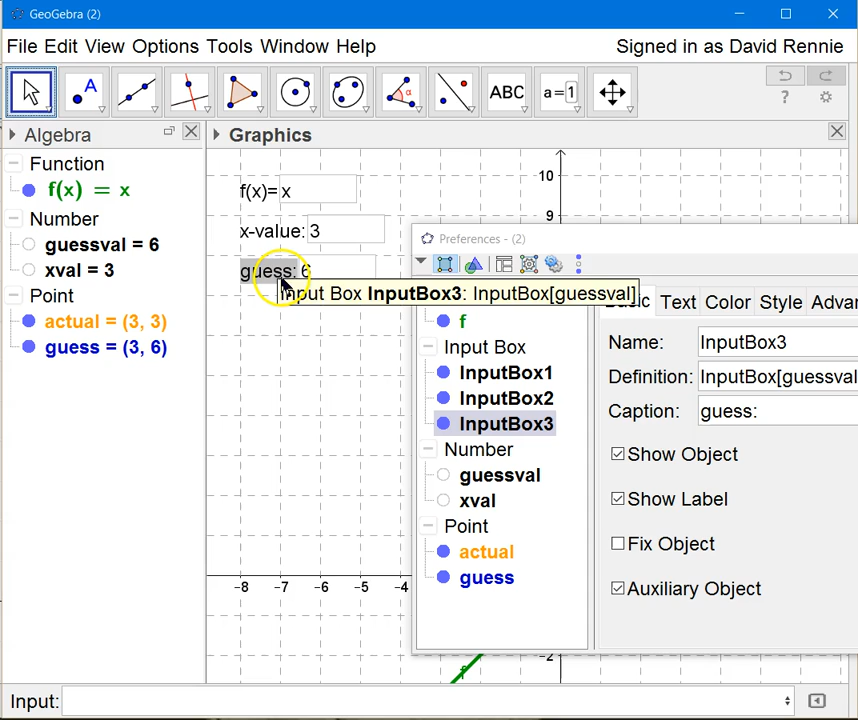 GeoGebra (2)
File Edit View Options Tools Window Help
Signed in as David Rennie
A
α
ABC
a=1
?
Algebra
Graphics
Function
f(x) = x
Number
guessval = 6
xval = 3
Point
actual = (3, 3)
guess = (3, 6)
f(x)= x
x-value: 3
guess: 6
Input Box InputBox3: InputBox[guessval]
10
9
-8 -7 -6 -5 -4
-2
f
Preferences - (2)
f
Input Box
InputBox1
InputBox2
InputBox3
Number
guessval
xval
Point
actual
guess
Basic Text Color Style Advan
Name: InputBox3
Definition: InputBox[guessval
Caption: guess:
Show Object
Show Label
Fix Object
Auxiliary Object
Input: